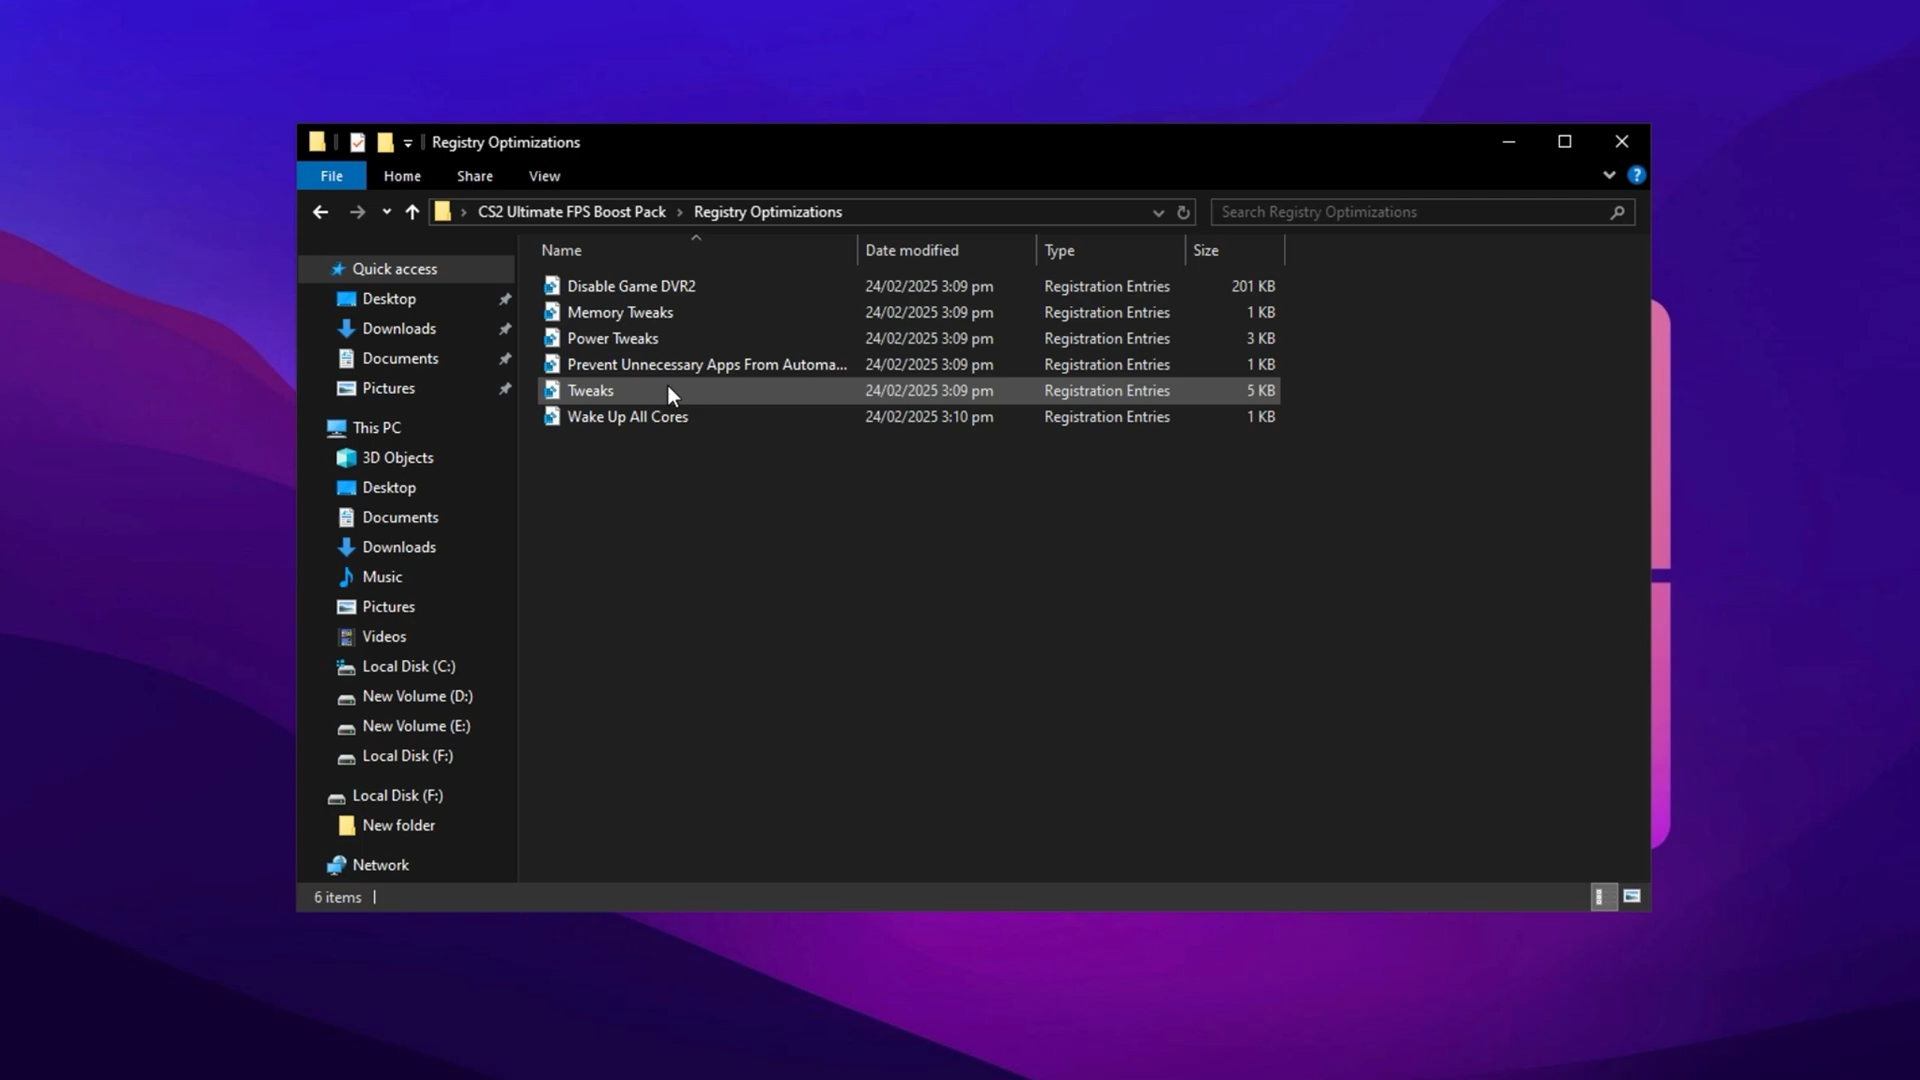 Registry Optimizations
File Home Share View
CS2 Ultimate FPS Boost Pack > Registry Optimizations
Search Registry Optimizations
Name Date modified Type Size
Quick access
Desktop
Downloads
Documents
Pictures
This PC
3D Objects
Desktop
Documents
Downloads
Music
Pictures
Videos
Local Disk (C:)
New Volume (D:)
New Volume (E:)
Local Disk (F:)
Local Disk (F:)
New folder
Network
Disable Game DVR2 24/02/2025 3:09 pm Registration Entries 201 KB
Memory Tweaks 24/02/2025 3:09 pm Registration Entries 1 KB
Power Tweaks 24/02/2025 3:09 pm Registration Entries 3 KB
Prevent Unnecessary Apps From Automa... 24/02/2025 3:09 pm Registration Entries 1 KB
Tweaks 24/02/2025 3:09 pm Registration Entries 5 KB
Wake Up All Cores 24/02/2025 3:10 pm Registration Entries 1 KB
6 items